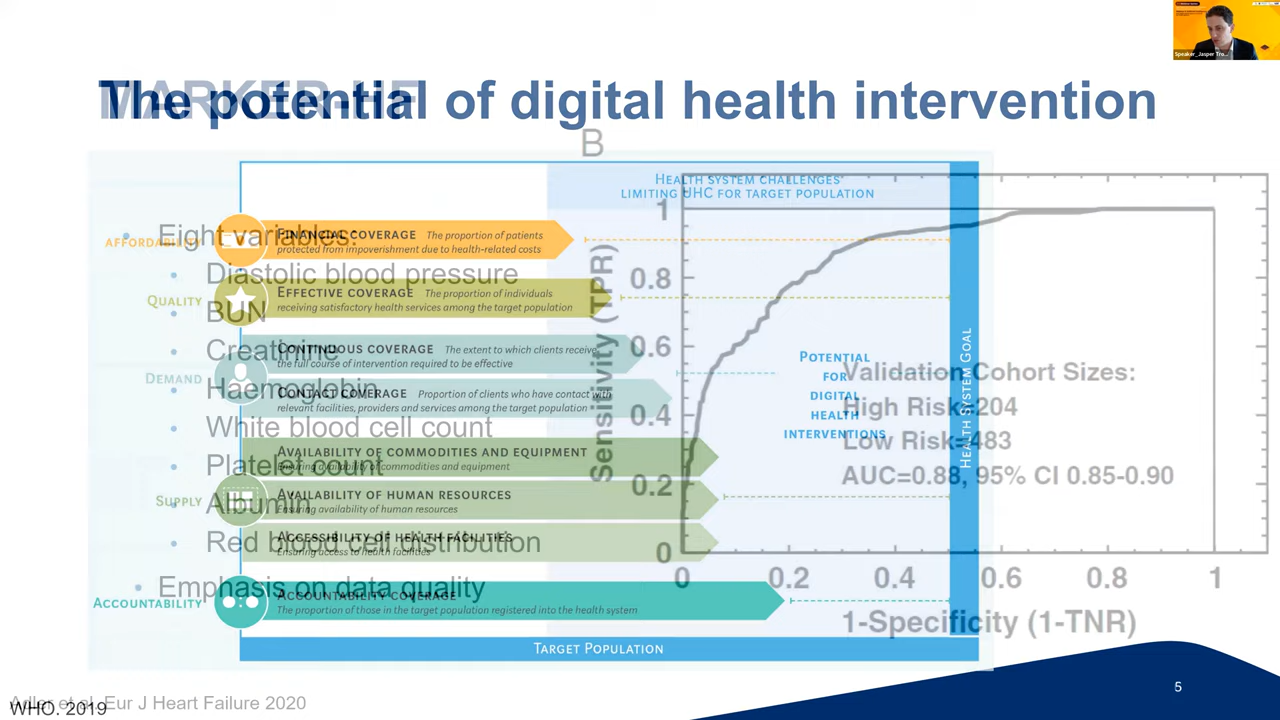 Speaker_Jasper Tro...
The potential of digital health intervention
MARKER-HF
B
HEALTH SYSTEM CHALLENGES
LIMITING UHC FOR TARGET POPULATION
AFFORDABILITY
FINANCIAL COVERAGE The proportion of patients
protected from impoverishment due to health-related costs
QUALITY
EFFECTIVE COVERAGE The proportion of individuals
receiving satisfactory health services among the target population
DEMAND
CONTINUOUS COVERAGE The extent to which clients receive
the full course of intervention required to be effective
CONTACT COVERAGE Proportion of clients who have contact with
relevant facilities, providers and services among the target population
SUPPLY
AVAILABILITY OF COMMODITIES AND EQUIPMENT
Ensuring availability of commodities and equipment
AVAILABILITY OF HUMAN RESOURCES
Ensuring availability of human resources
ACCESSIBILITY OF HEALTH FACILITIES
Ensuring access to health facilities
ACCOUNTABILITY
ACCOUNTABILITY COVERAGE
The proportion of those in the target population registered into the health system
TARGET POPULATION
POTENTIAL
FOR
DIGITAL
HEALTH
INTERVENTIONS
HEALTH SYSTEM GOAL
• Eight variables:
• Diastolic blood pressure
• BUN
• Creatinine
• Haemoglobin
• White blood cell count
• Platelet count
• Albumin
• Red blood cell distribution
• Emphasis on data quality
Sensitivity (TPR)
1
0.8
0.6
0.4
0.2
0
0 0.2 0.4 0.6 0.8 1
1-Specificity (1-TNR)
Validation Cohort Sizes:
High Risk=204
Low Risk=483
AUC=0.88, 95% CI 0.85-0.90
Adler et al. Eur J Heart Failure 2020
WHO. 2019
5